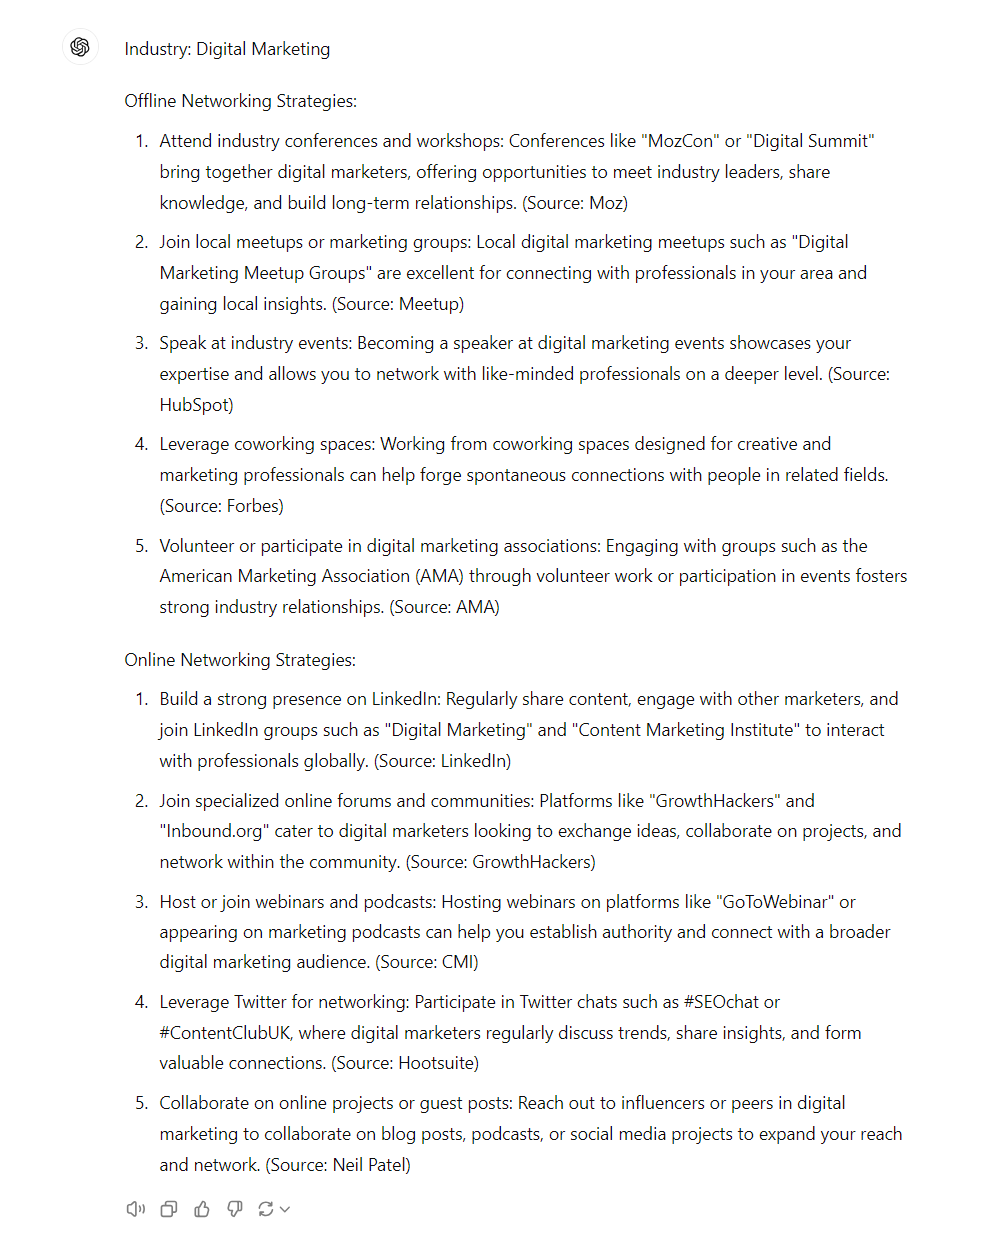 Industry: Digital Marketing
Offline Networking Strategies:
1. Attend industry conferences and workshops: Conferences like "MozCon" or "Digital Summit"
bring together digital marketers, offering opportunities to meet industry leaders, share
knowledge, and build long-term relationships. (Source: Moz)
2. Join local meetups or marketing groups: Local digital marketing meetups such as "Digital
Marketing Meetup Groups" are excellent for connecting with professionals in your area and
gaining local insights. (Source: Meetup)
3. Speak at industry events: Becoming a speaker at digital marketing events showcases your
expertise and allows you to network with like-minded professionals on a deeper level. (Source:
HubSpot)
4. Leverage coworking spaces: Working from coworking spaces designed for creative and
marketing professionals can help forge spontaneous connections with people in related fields.
(Source: Forbes)
5. Volunteer or participate in digital marketing associations: Engaging with groups such as the
American Marketing Association (AMA) through volunteer work or participation in events fosters
strong industry relationships. (Source: AMA)
Online Networking Strategies:
1. Build a strong presence on LinkedIn: Regularly share content, engage with other marketers, and
join LinkedIn groups such as "Digital Marketing" and "Content Marketing Institute" to interact
with professionals globally. (Source: LinkedIn)
2. Join specialized online forums and communities: Platforms like "GrowthHackers" and
"Inbound.org" cater to digital marketers looking to exchange ideas, collaborate on projects, and
network within the community. (Source: GrowthHackers)
3. Host or join webinars and podcasts: Hosting webinars on platforms like "GoToWebinar" or
appearing on marketing podcasts can help you establish authority and connect with a broader
digital marketing audience. (Source: CMI)
4. Leverage Twitter for networking: Participate in Twitter chats such as #SEOchat or
#ContentClubUK, where digital marketers regularly discuss trends, share insights, and form
valuable connections. (Source: Hootsuite)
5. Collaborate on online projects or guest posts: Reach out to influencers or peers in digital
marketing to collaborate on blog posts, podcasts, or social media projects to expand your reach
and network. (Source: Neil Patel)